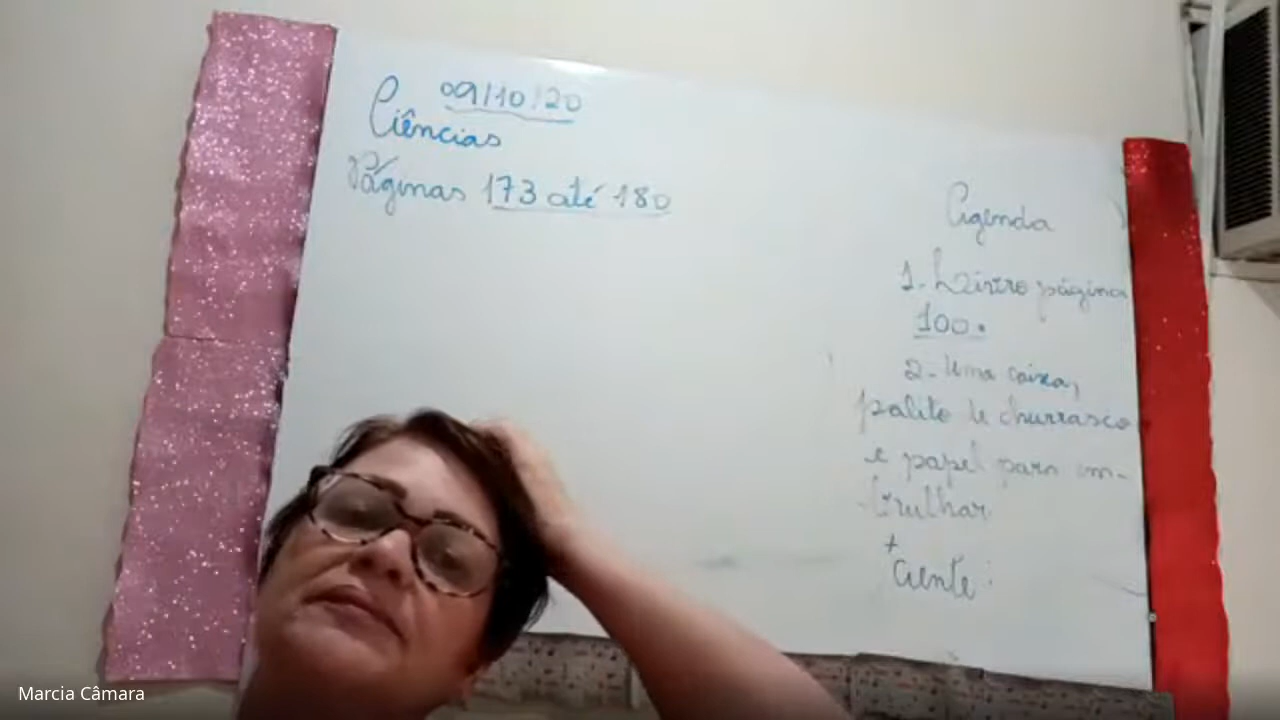 09/10/20
Ciências
Páginas 173 até 180
Agenda
1- Livro página
100.
2- Uma caixa,
palito de churrasco
e papel para em-
brulhar
+
Ciente:
Marcia Câmara